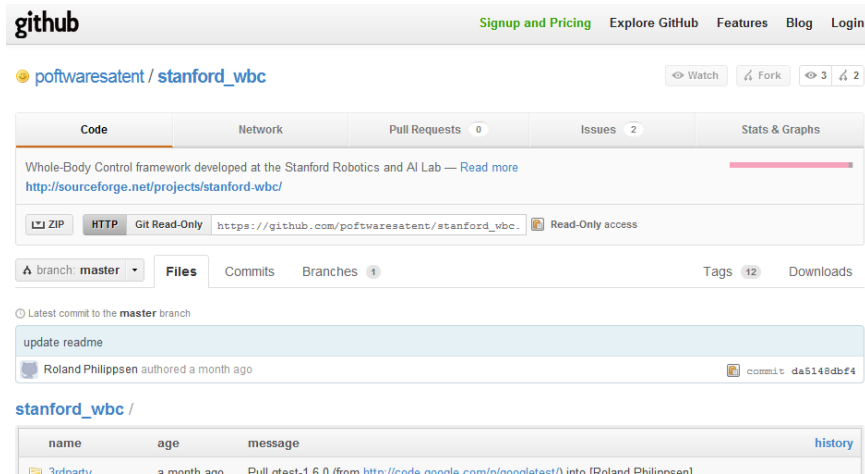 github
Signup and Pricing Explore GitHub Features Blog Login
poftwaresatent / stanford_wbc
Watch Fork 3 2
Code Network Pull Requests 0 Issues 2 Stats & Graphs
Whole-Body Control framework developed at the Stanford Robotics and AI Lab — Read more
http://sourceforge.net/projects/stanford-wbc/
ZIP HTTP Git Read-Only https://github.com/poftwaresatent/stanford_wbc. Read-Only access
branch: master Files Commits Branches 1 Tags 12 Downloads
Latest commit to the master branch
update readme
Roland Philippsen authored a month ago commit da5148dbf4
stanford_wbc /
name age message history
3rdparty a month ago Pull gtest-1.6.0 (from http://code.google.com/p/googletest/) into [Roland Philippsen]